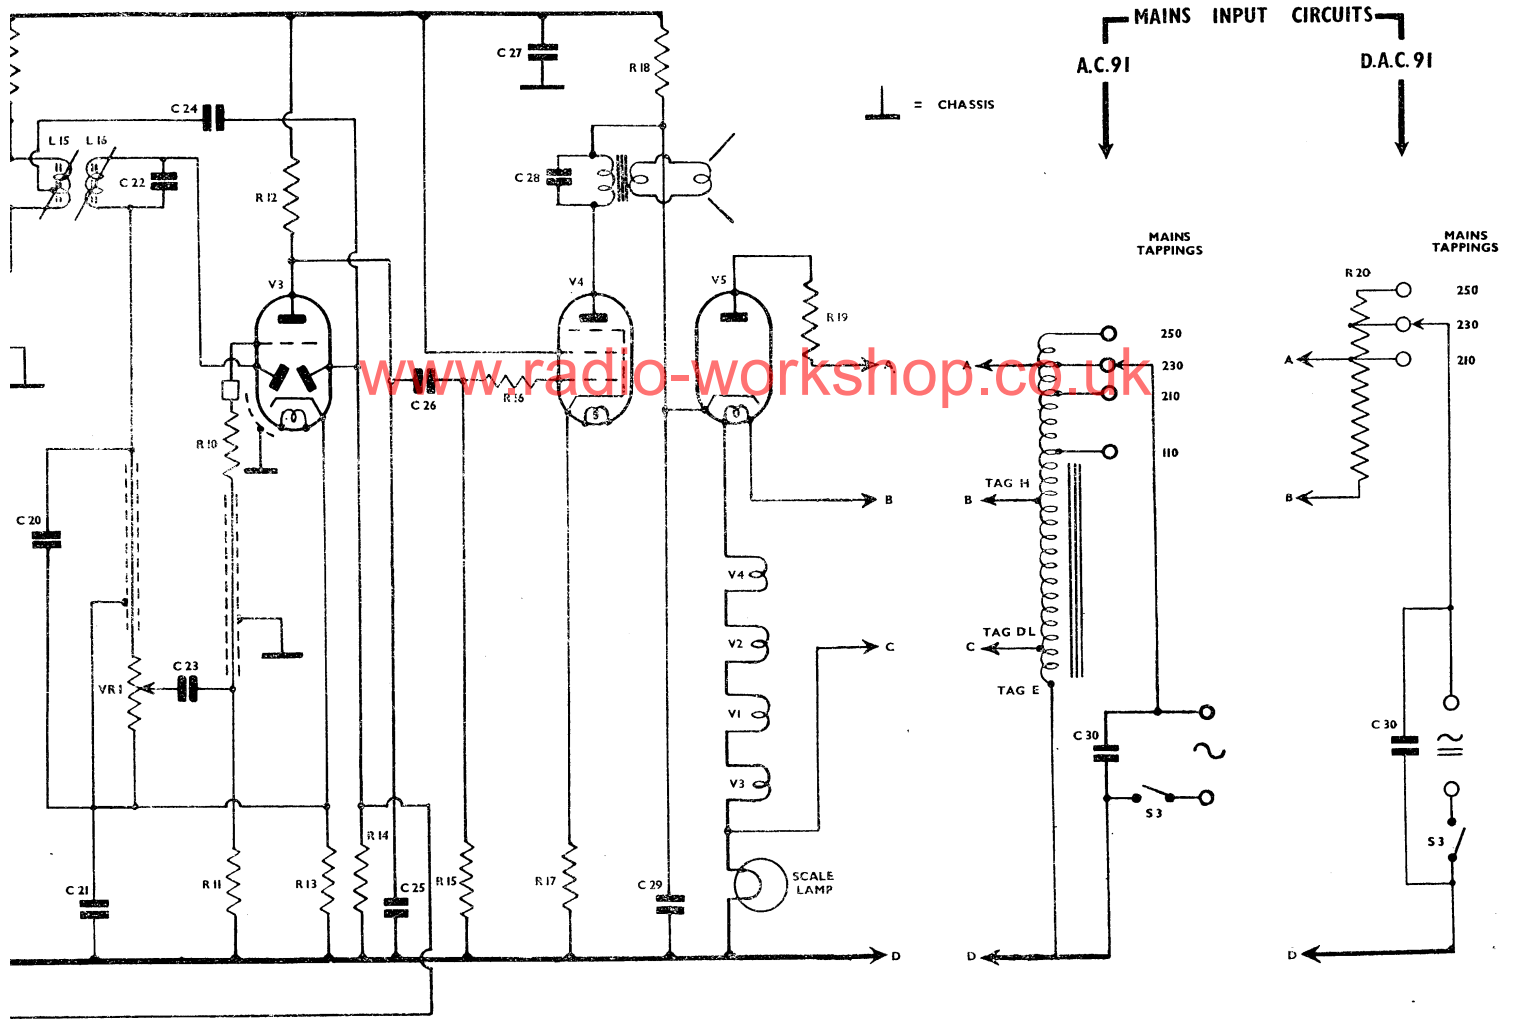 MAINS INPUT CIRCUITS
A.C.91
D.A.C.91
C 27
R 18
= CHASSIS
C 24
L 15
L 16
C 22
R 12
C 28
MAINS
TAPPINGS
MAINS
TAPPINGS
V3
V4
V5
R 19
R 20
250
230
210
A
A
250
230
210
110
A
www.radio-workshop.co.uk
C 26
R 16
R 10
TAG H
B
B
B
C 20
V4
V2
V1
V3
C
C
TAG DL
TAG E
VR 1
C 23
C 30
C 30
S 3
S 3
R 14
C 21
R 11
R 13
C 25
R 15
R 17
C 29
SCALE
LAMP
D
D
D